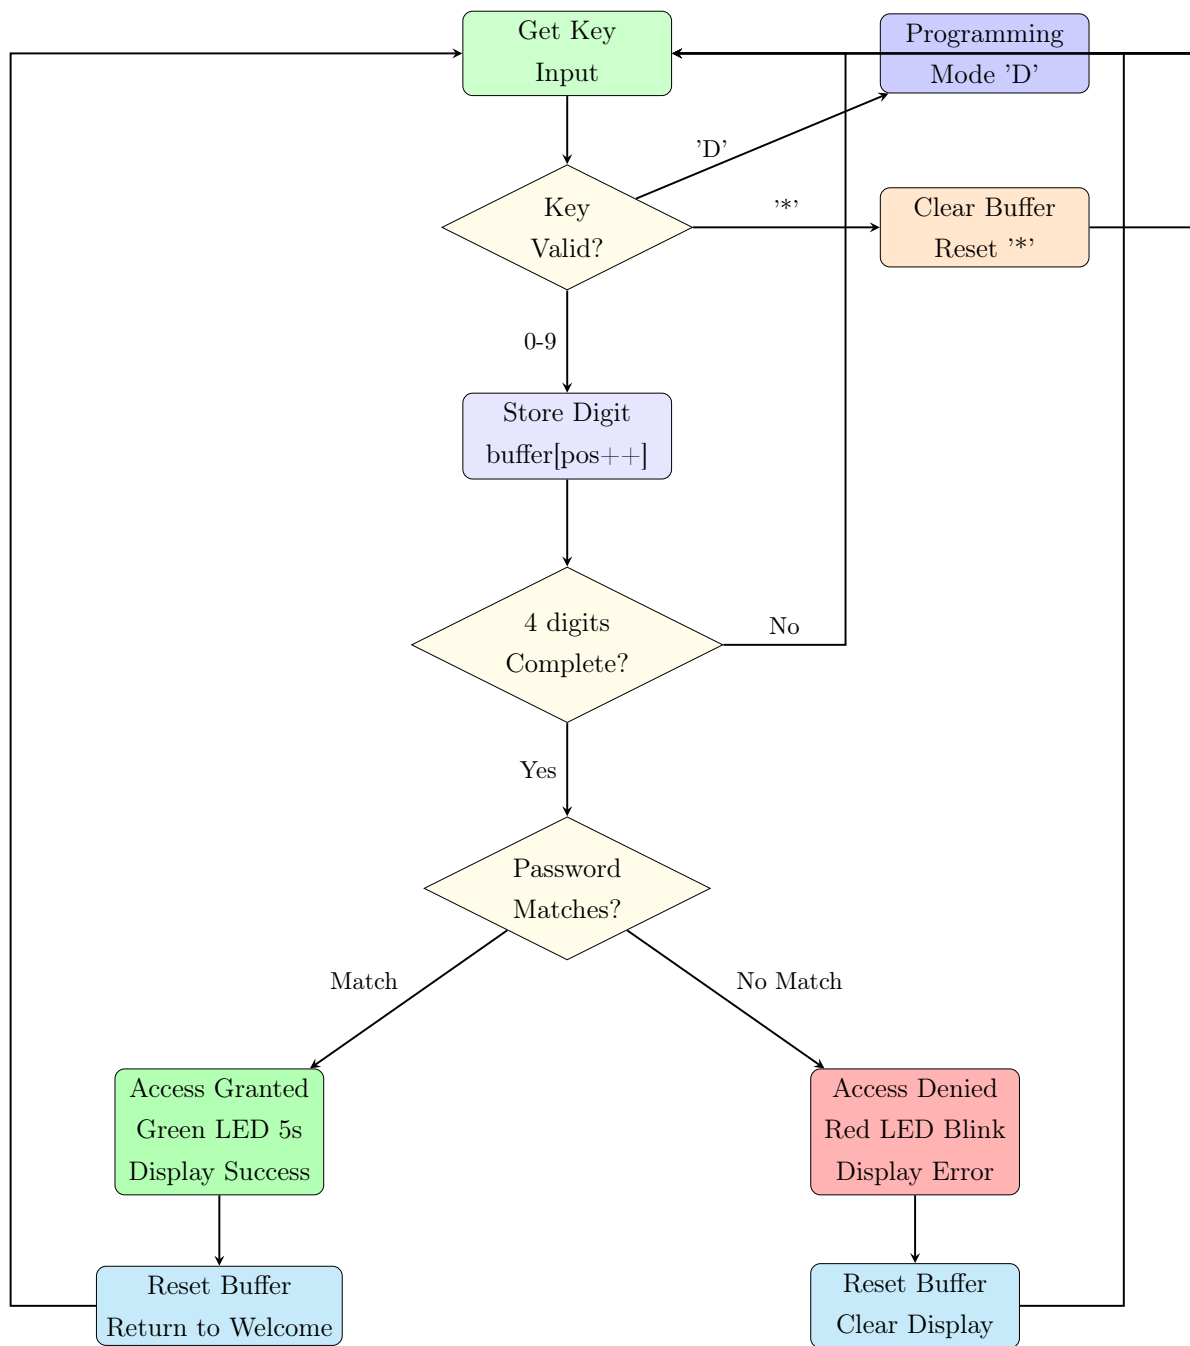 Get Key
Input
Programming
Mode 'D'
'D'
Key
Valid?
'*'
Clear Buffer
Reset '*'
0-9
Store Digit
buffer[pos++]
4 digits
Complete?
No
Yes
Password
Matches?
Match
No Match
Access Granted
Green LED 5s
Display Success
Access Denied
Red LED Blink
Display Error
Reset Buffer
Return to Welcome
Reset Buffer
Clear Display